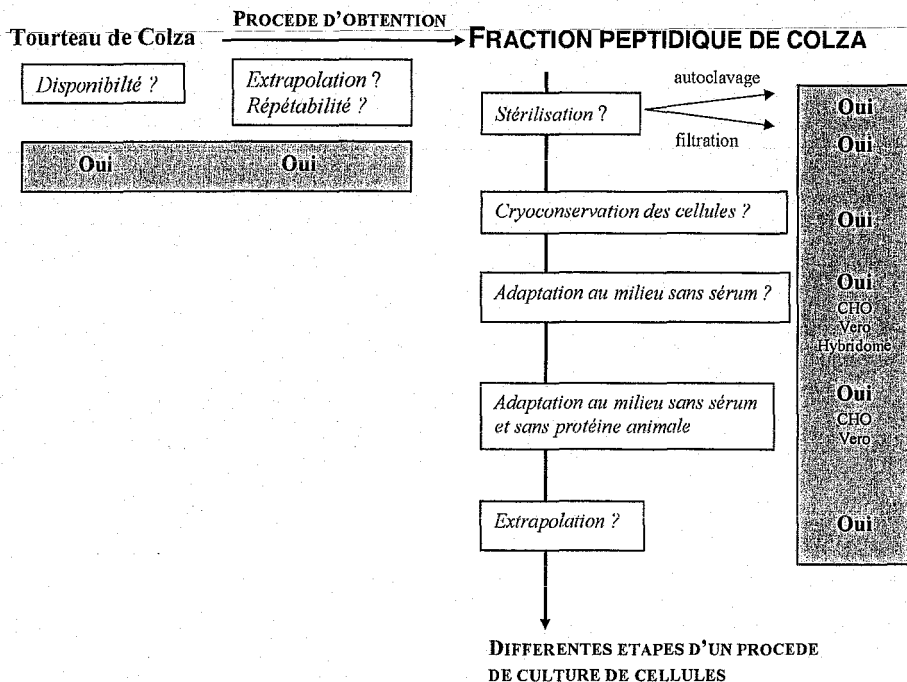 PROCEDE D'OBTENTION
Tourteau de Colza
FRACTION PEPTIDIQUE DE COLZA
Disponibilté ?
Extrapolation ?
Répétabilité ?
Oui
Oui
autoclavage
Stérilisation ?
filtration
Oui
Oui
Cryoconservation des cellules ?
Oui
Adaptation au milieu sans sérum ?
Oui
CHO
Vero
Hybridome
Adaptation au milieu sans sérum
et sans protéine animale
Oui
CHO
Vero
Extrapolation ?
Oui
DIFFERENTES ETAPES D'UN PROCEDE
DE CULTURE DE CELLULES